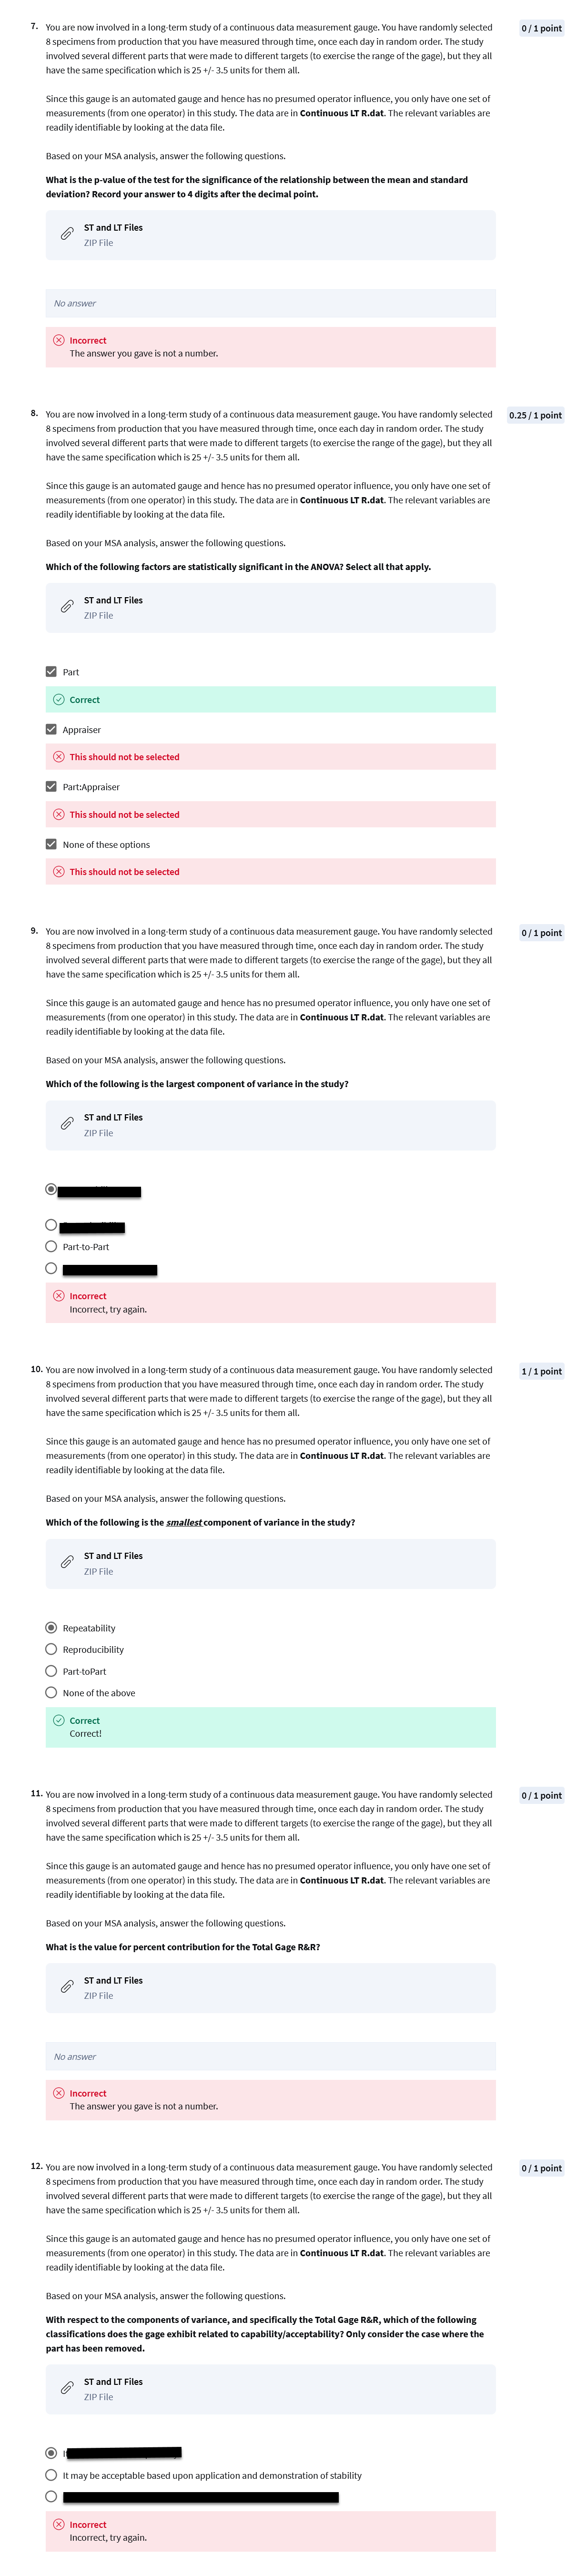 7. You are now involved in a long-term study of a continuous data measurement gauge. You have randomly selected
0 / 1 point
8 specimens from production that you have measured through time, once each day in random order. The study
involved several different parts that were made to different targets (to exercise the range of the gage), but they all
have the same specification which is 25 +/- 3.5 units for them all.
Since this gauge is an automated gauge and hence has no presumed operator influence, you only have one set of
measurements (from one operator) in this study. The data are in Continuous LT R.dat. The relevant variables are
readily identifiable by looking at the data file.
Based on your MSA analysis, answer the following questions.
What is the p-value of the test for the significance of the relationship between the mean and standard
deviation? Record your answer to 4 digits after the decimal point.
ST and LT Files
ZIP File
No answer
Incorrect
The answer you gave is not a number.
8. You are now involved in a long-term study of a continuous data measurement gauge. You have randomly selected
0.25 / 1 point
8 specimens from production that you have measured through time, once each day in random order. The study
involved several different parts that were made to different targets (to exercise the range of the gage), but they all
have the same specification which is 25 +/- 3.5 units for them all.
Since this gauge is an automated gauge and hence has no presumed operator influence, you only have one set of
measurements (from one operator) in this study. The data are in Continuous LT R.dat. The relevant variables are
readily identifiable by looking at the data file.
Based on your MSA analysis, answer the following questions.
Which of the following factors are statistically significant in the ANOVA? Select all that apply.
ST and LT Files
ZIP File
Part
Correct
Appraiser
This should not be selected
Part:Appraiser
This should not be selected
None of these options
This should not be selected
9. You are now involved in a long-term study of a continuous data measurement gauge. You have randomly selected
0 / 1 point
8 specimens from production that you have measured through time, once each day in random order. The study
involved several different parts that were made to different targets (to exercise the range of the gage), but they all
have the same specification which is 25 +/- 3.5 units for them all.
Since this gauge is an automated gauge and hence has no presumed operator influence, you only have one set of
measurements (from one operator) in this study. The data are in Continuous LT R.dat. The relevant variables are
readily identifiable by looking at the data file.
Based on your MSA analysis, answer the following questions.
Which of the following is the largest component of variance in the study?
ST and LT Files
ZIP File
Part-to-Part
Incorrect
Incorrect, try again.
10. You are now involved in a long-term study of a continuous data measurement gauge. You have randomly selected
1 / 1 point
8 specimens from production that you have measured through time, once each day in random order. The study
involved several different parts that were made to different targets (to exercise the range of the gage), but they all
have the same specification which is 25 +/- 3.5 units for them all.
Since this gauge is an automated gauge and hence has no presumed operator influence, you only have one set of
measurements (from one operator) in this study. The data are in Continuous LT R.dat. The relevant variables are
readily identifiable by looking at the data file.
Based on your MSA analysis, answer the following questions.
Which of the following is the smallest component of variance in the study?
ST and LT Files
ZIP File
Repeatability
Reproducibility
Part-toPart
None of the above
Correct
Correct!
11. You are now involved in a long-term study of a continuous data measurement gauge. You have randomly selected
0 / 1 point
8 specimens from production that you have measured through time, once each day in random order. The study
involved several different parts that were made to different targets (to exercise the range of the gage), but they all
have the same specification which is 25 +/- 3.5 units for them all.
Since this gauge is an automated gauge and hence has no presumed operator influence, you only have one set of
measurements (from one operator) in this study. The data are in Continuous LT R.dat. The relevant variables are
readily identifiable by looking at the data file.
Based on your MSA analysis, answer the following questions.
What is the value for percent contribution for the Total Gage R&R?
ST and LT Files
ZIP File
No answer
Incorrect
The answer you gave is not a number.
12. You are now involved in a long-term study of a continuous data measurement gauge. You have randomly selected
0 / 1 point
8 specimens from production that you have measured through time, once each day in random order. The study
involved several different parts that were made to different targets (to exercise the range of the gage), but they all
have the same specification which is 25 +/- 3.5 units for them all.
Since this gauge is an automated gauge and hence has no presumed operator influence, you only have one set of
measurements (from one operator) in this study. The data are in Continuous LT R.dat. The relevant variables are
readily identifiable by looking at the data file.
Based on your MSA analysis, answer the following questions.
With respect to the components of variance, and specifically the Total Gage R&R, which of the following
classifications does the gage exhibit related to capability/acceptability? Only consider the case where the
part has been removed.
ST and LT Files
ZIP File
It may be acceptable based upon application and demonstration of stability
Incorrect
Incorrect, try again.